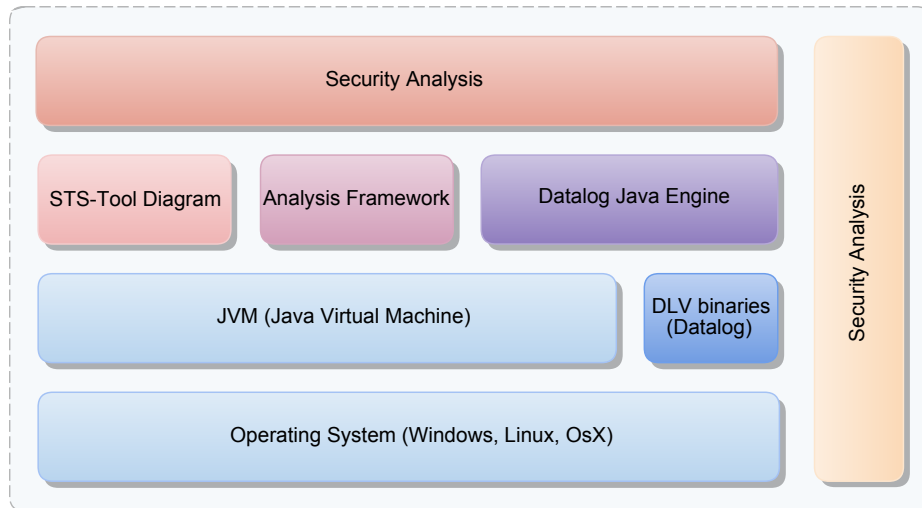 Security Analysis
STS-Tool Diagram
Analysis Framework
Datalog Java Engine
JVM (Java Virtual Machine)
DLV binaries
(Datalog)
Operating System (Windows, Linux, OsX)
Security Analysis